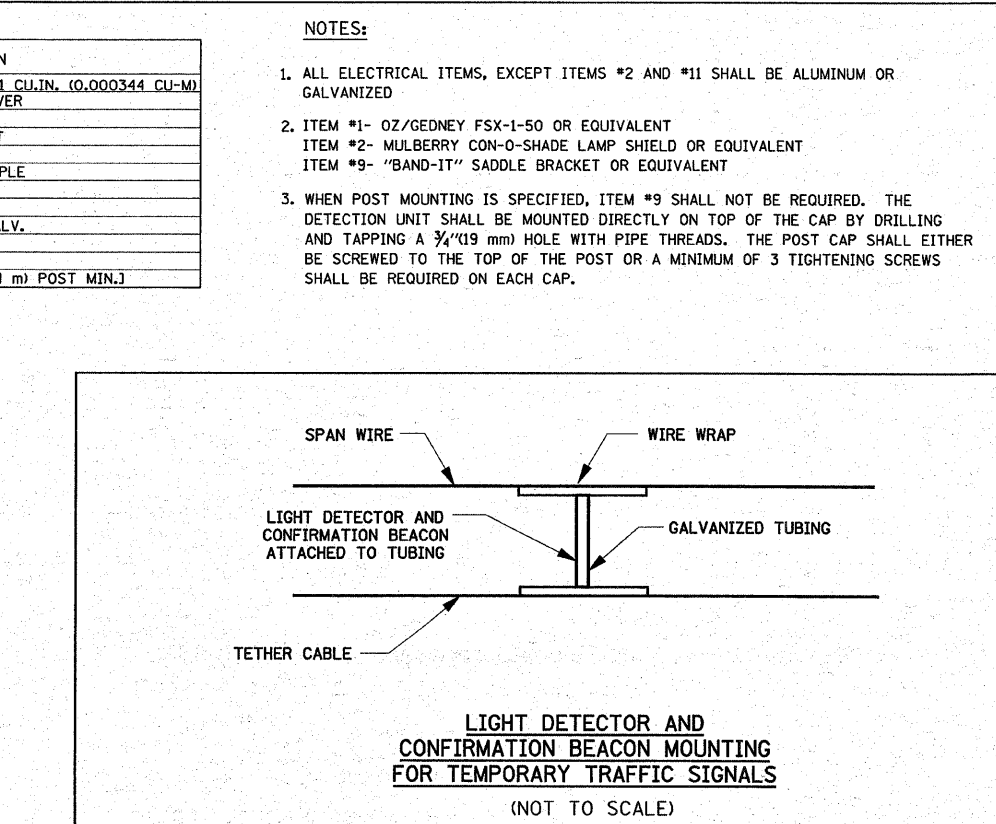 NOTES:
N
1 CU.IN. (0.000344 CU-M)
VER
T
PLE
LV.
m) POST MIN.]
1. ALL ELECTRICAL ITEMS, EXCEPT ITEMS #2 AND #11 SHALL BE ALUMINUM OR
GALVANIZED
2. ITEM #1- OZ/GEDNEY FSX-1-50 OR EQUIVALENT
ITEM #2- MULBERRY CON-O-SHADE LAMP SHIELD OR EQUIVALENT
ITEM #9- "BAND-IT" SADDLE BRACKET OR EQUIVALENT
3. WHEN POST MOUNTING IS SPECIFIED, ITEM #9 SHALL NOT BE REQUIRED. THE
DETECTION UNIT SHALL BE MOUNTED DIRECTLY ON TOP OF THE CAP BY DRILLING
AND TAPPING A ¾"(19 mm) HOLE WITH PIPE THREADS. THE POST CAP SHALL EITHER
BE SCREWED TO THE TOP OF THE POST OR A MINIMUM OF 3 TIGHTENING SCREWS
SHALL BE REQUIRED ON EACH CAP.
SPAN WIRE
WIRE WRAP
LIGHT DETECTOR AND
CONFIRMATION BEACON
ATTACHED TO TUBING
GALVANIZED TUBING
TETHER CABLE
LIGHT DETECTOR AND
CONFIRMATION BEACON MOUNTING
FOR TEMPORARY TRAFFIC SIGNALS
(NOT TO SCALE)